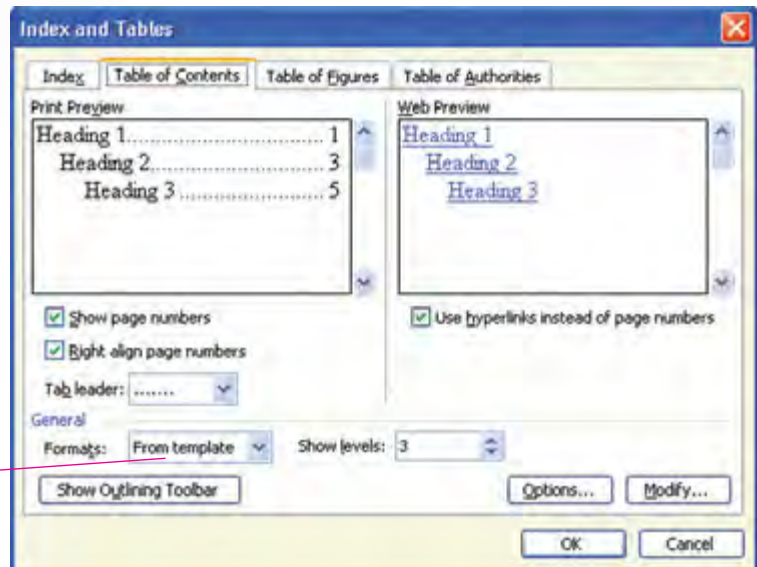 Index and Tables
Index Table of Contents Table of Figures Table of Authorities
Print Preview
Heading 1.................................. 1
Heading 2.............................. 3
Heading 3 ......................... 5
Web Preview
Heading 1
Heading 2
Heading 3
Show page numbers
Right align page numbers
Tab leader: .......
Use hyperlinks instead of page numbers
General
Formats: From template Show levels: 3
Show Outlining Toolbar Options... Modify...
OK Cancel